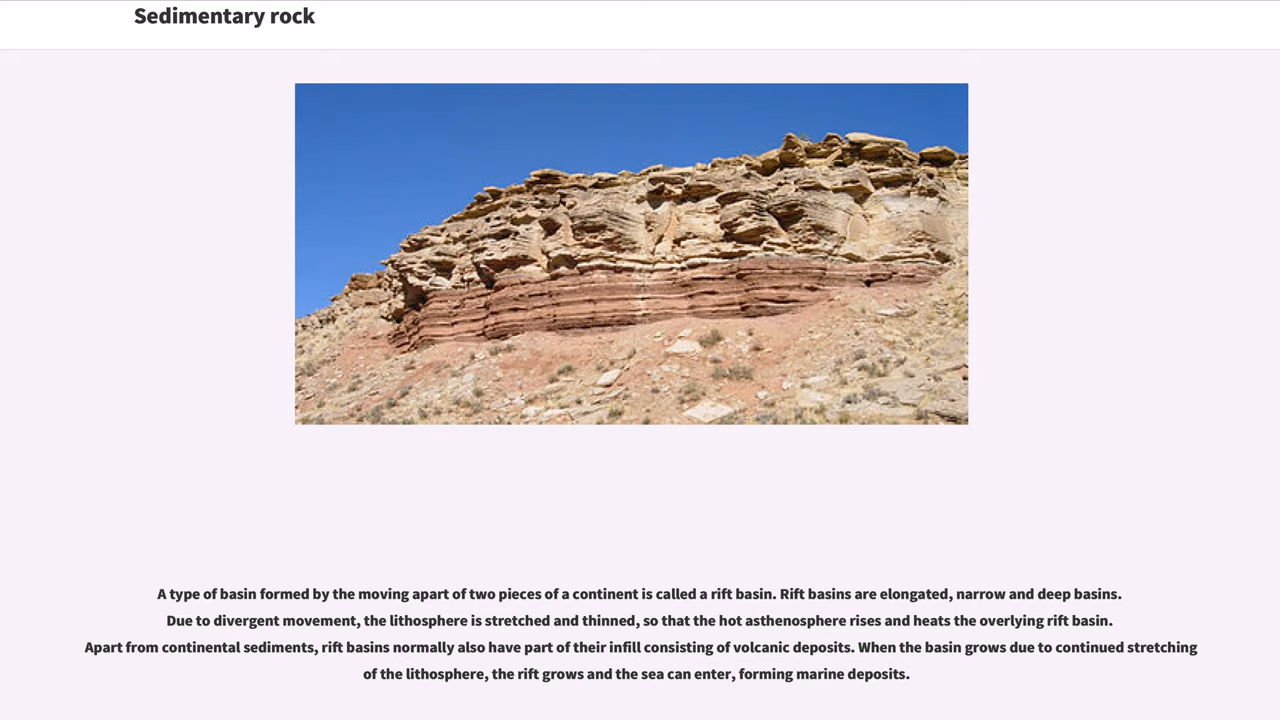 Sedimentary rock
A type of basin formed by the moving apart of two pieces of a continent is called a rift basin. Rift basins are elongated, narrow and deep basins.
Due to divergent movement, the lithosphere is stretched and thinned, so that the hot asthenosphere rises and heats the overlying rift basin.
Apart from continental sediments, rift basins normally also have part of their infill consisting of volcanic deposits. When the basin grows due to continued stretching
of the lithosphere, the rift grows and the sea can enter, forming marine deposits.